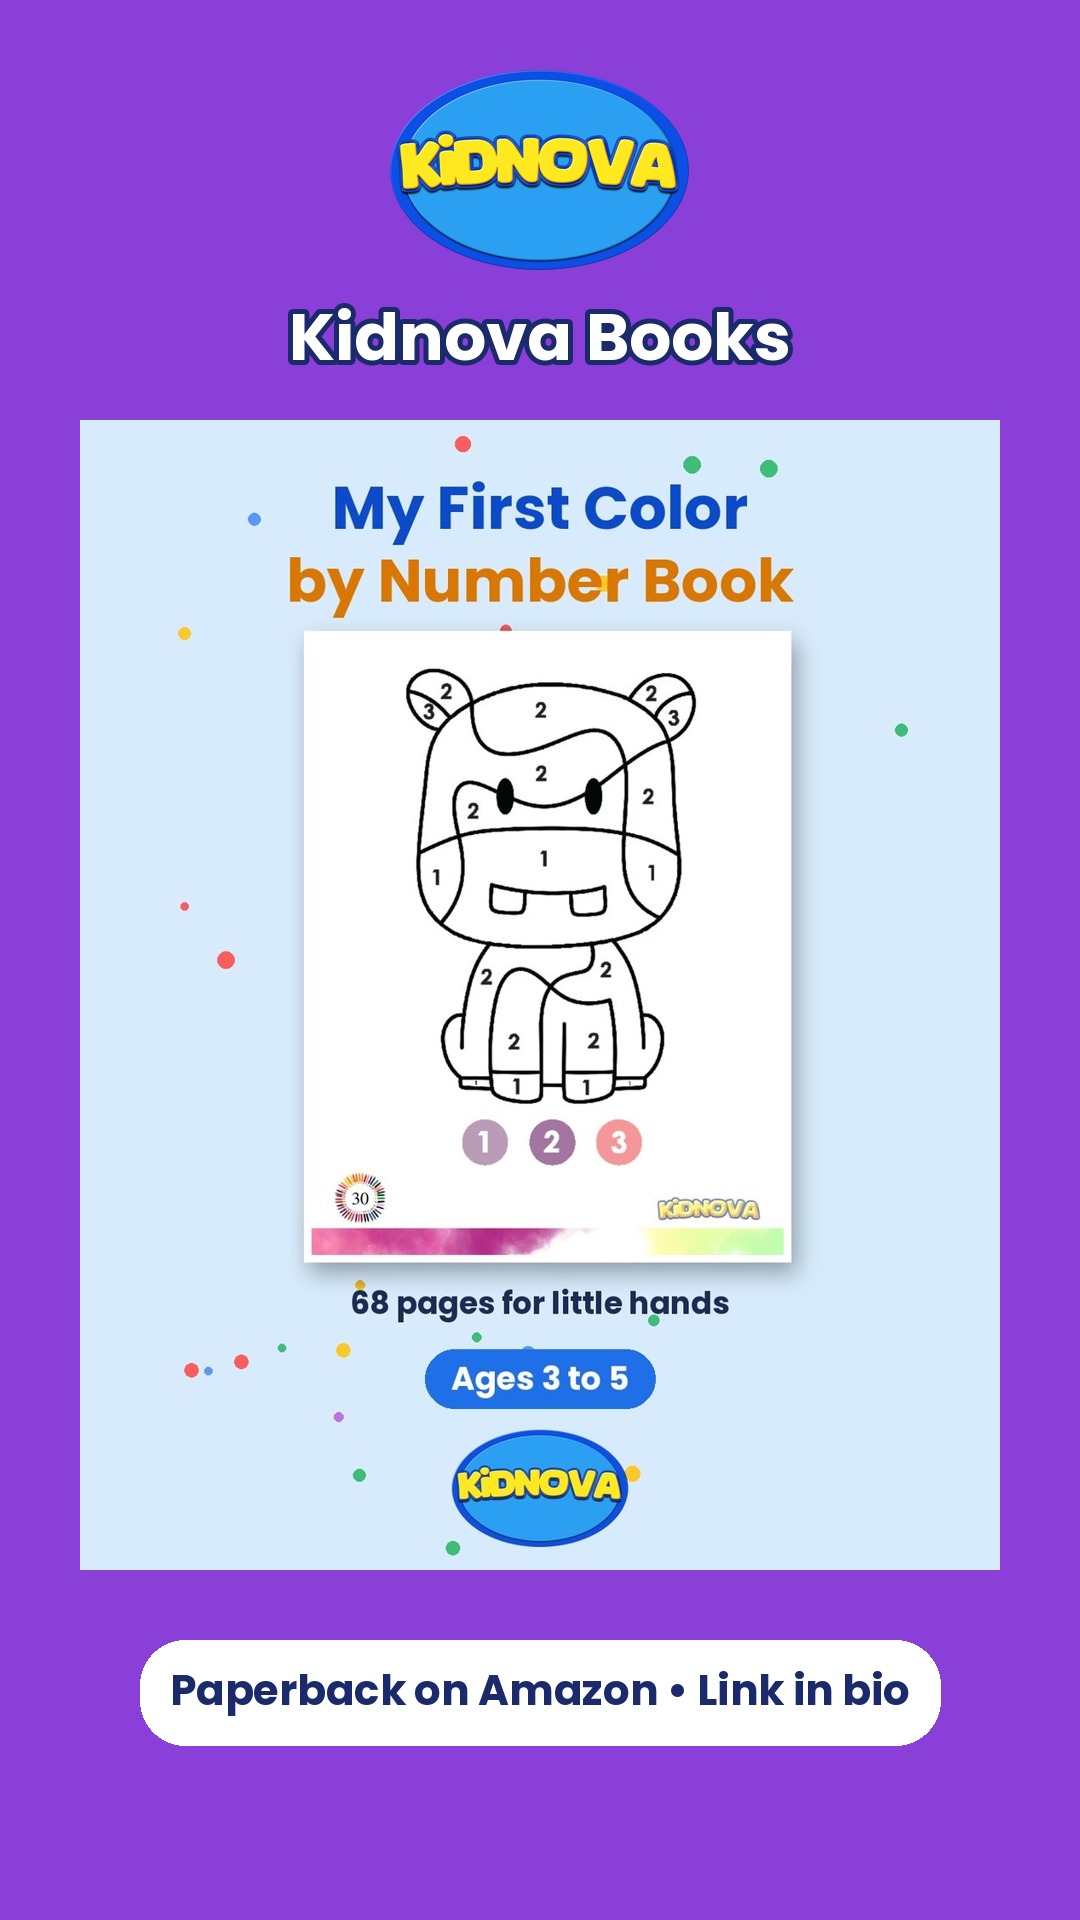 KiDNOVA
Kidnova Books
My First Color
by Number Book
2 2
3 3
2
2
2 2
1 1 1
2 2
2 2
1 1 1 1
1 2 3
30 KiDNOVA
68 pages for little hands
Ages 3 to 5
KiDNOVA
Paperback on Amazon • Link in bio